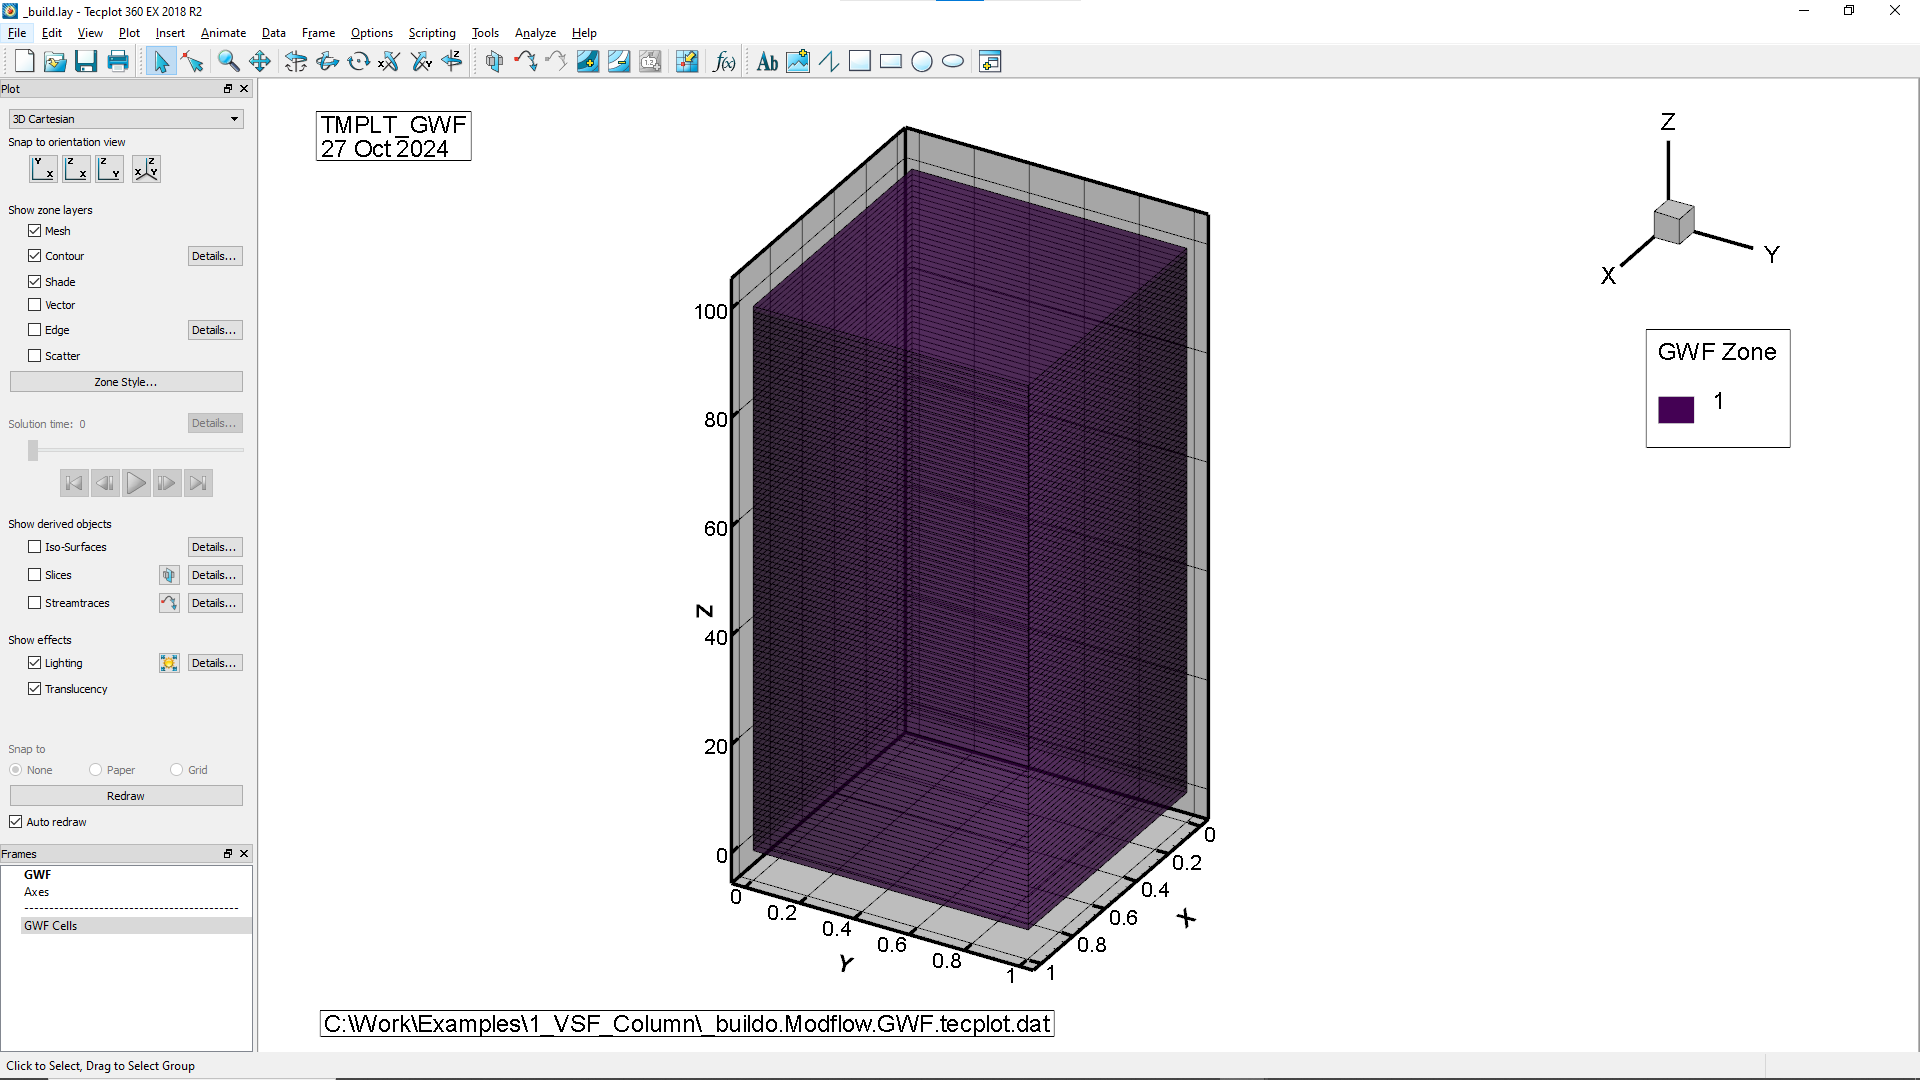 _build.lay - Tecplot 360 EX 2018 R2
File Edit View Plot Insert Animate Data Frame Options Scripting Tools Analyze Help
Plot
3D Cartesian
Snap to orientation view
Y X Z X Z Y Z X Y
Show zone layers
Mesh
Contour Details...
Shade
Vector
Edge Details...
Scatter
Zone Style...
Solution time: 0 Details...
Show derived objects
Iso-Surfaces Details...
Slices Details...
Streamtraces Details...
Show effects
Lighting Details...
Translucency
Snap to
None Paper Grid
Redraw
Auto redraw
Frames
GWF
Axes
GWF Cells
Click to Select, Drag to Select Group
Ab
f(x)
1.2
TMPLT_GWF
27 Oct 2024
Z
100
80
60
40
20
0
0 0.2 0.4 0.6 0.8 1
Y
0 0.2 0.4 0.6 0.8 1
X
Z
X
Y
GWF Zone
1
C:\Work\Examples\1_VSF_Column\_buildo.Modflow.GWF.tecplot.dat